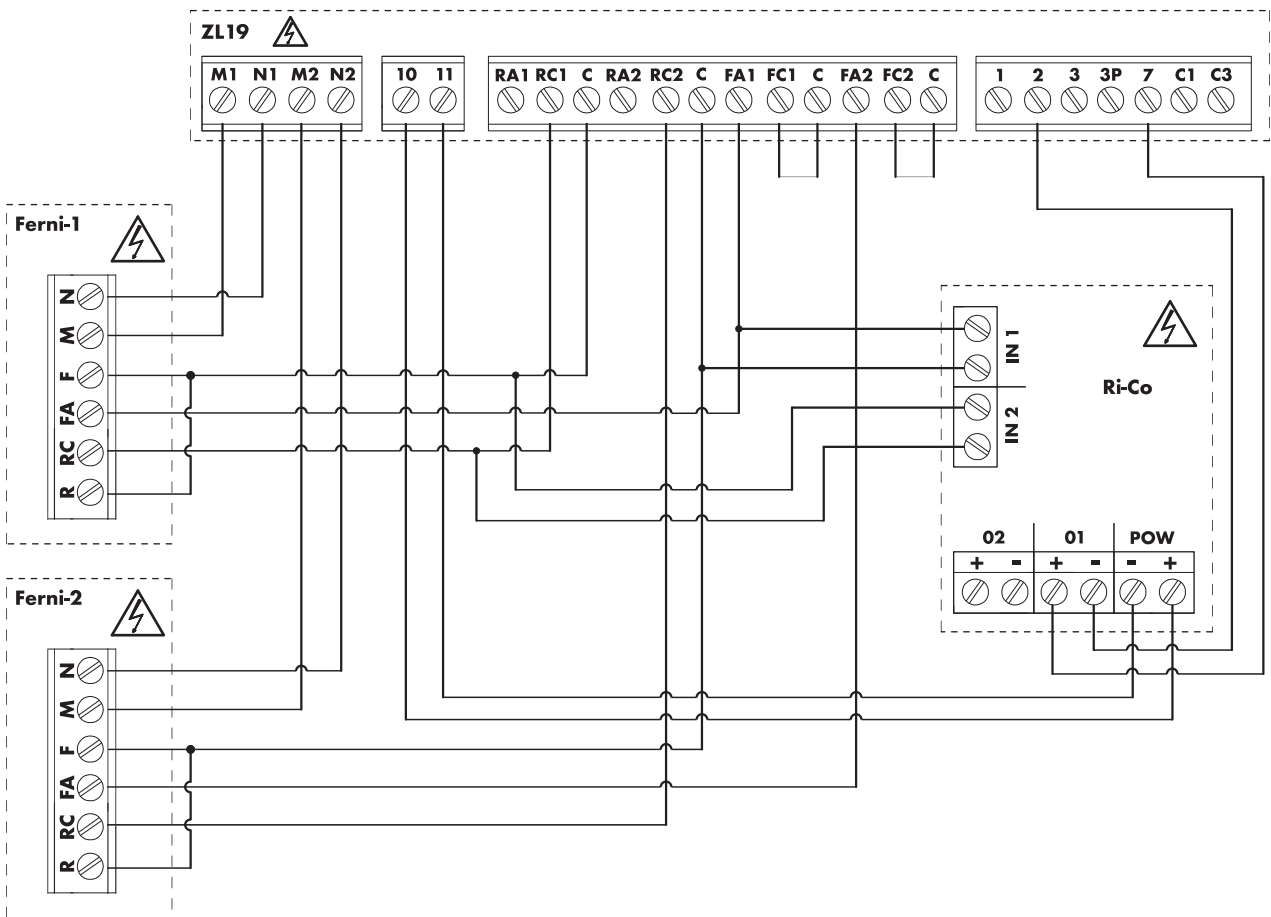 ZL19
M1 N1 M2 N2
10 11
RA1 RC1 C RA2 RC2 C FA1 FC1 C FA2 FC2 C
1 2 3 3P 7 C1 C3
Ferni-1
N
M
F
FA
RC
R
IN 1
IN 2
Ri-Co
02 01 POW
+ - + - - +
Ferni-2
N
M
F
FA
RC
R